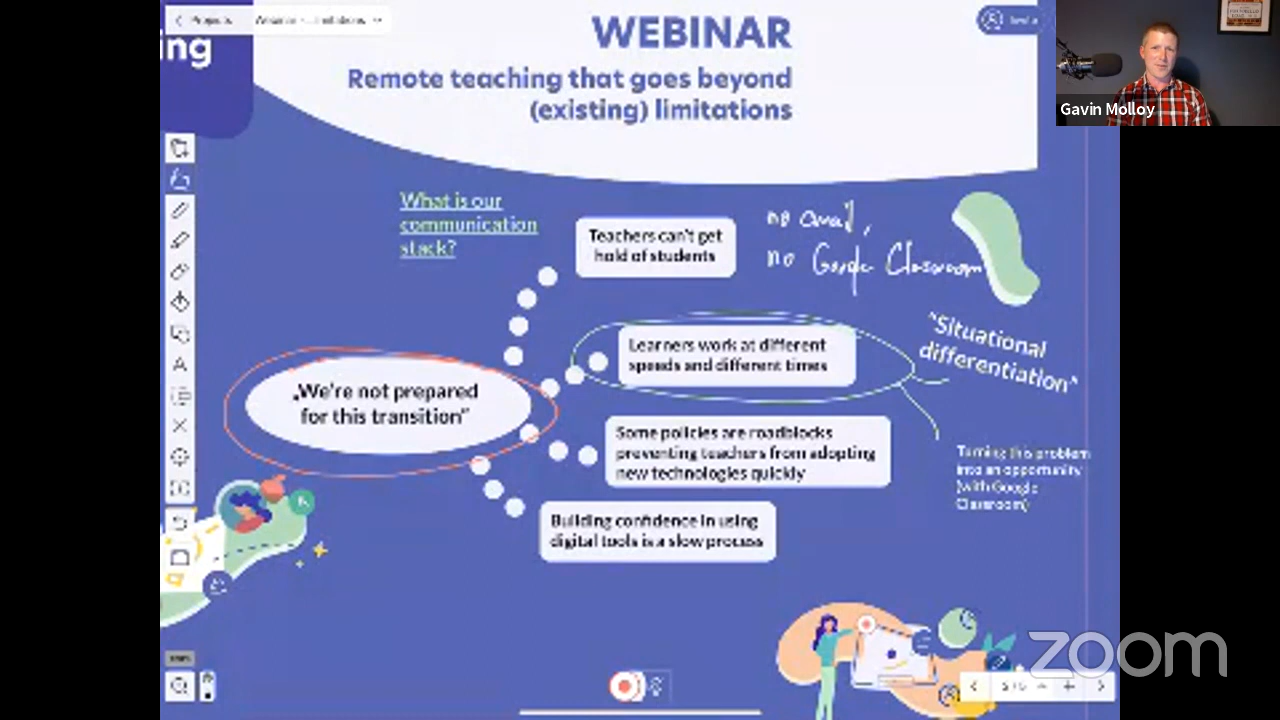 Projects
ing
WEBINAR
Remote teaching that goes beyond
(existing) limitations
Gavin Molloy
What is our
communication
stack?
Teachers can't get
hold of students
no email,
no Google Classroom
Learners work at different
speeds and different times
"Situational
differentiation"
„We're not prepared
for this transition"
Some policies are roadblocks
preventing teachers from adopting
new technologies quickly
Turning this problem
into an opportunity
(with Google
Classroom)
Building confidence in using
digital tools is a slow process
zoom